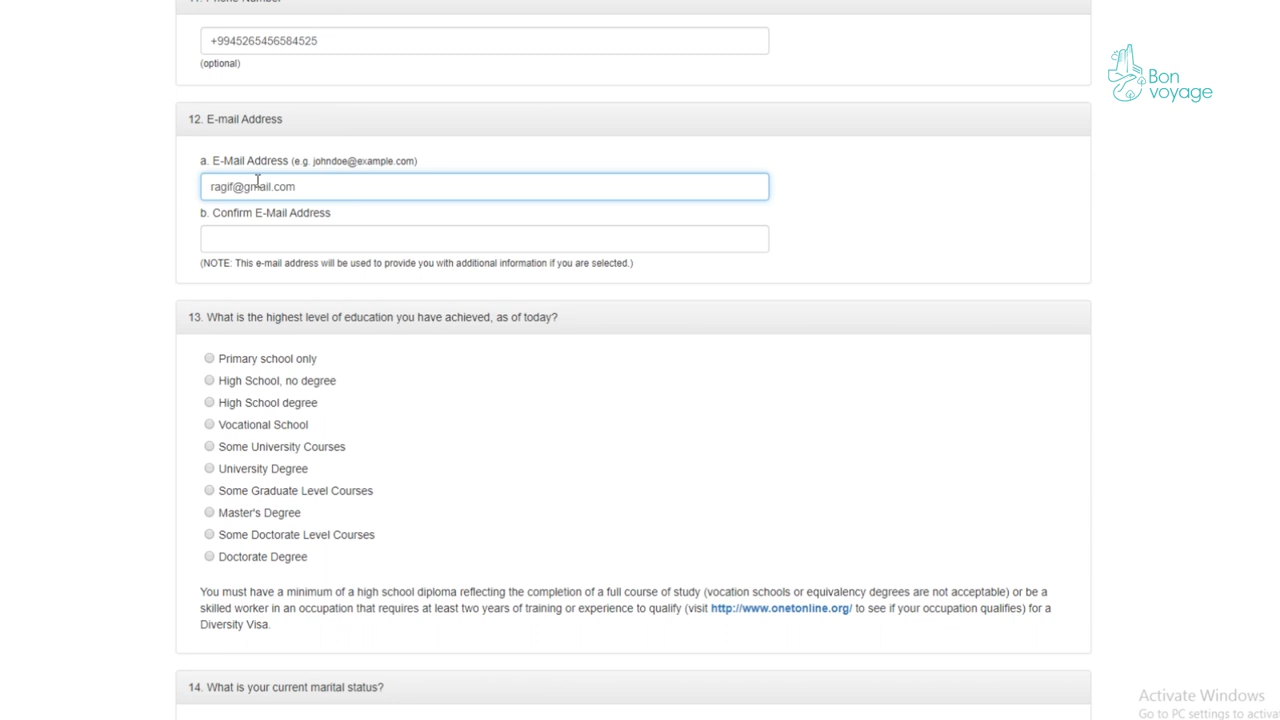 11. Phone Number
+9945265456584525
(optional)
Bon
voyage
12. E-mail Address
a. E-Mail Address (e.g. johndoe@example.com)
ragif@gmail.com
b. Confirm E-Mail Address
(NOTE: This e-mail address will be used to provide you with additional information if you are selected.)
13. What is the highest level of education you have achieved, as of today?
Primary school only
High School, no degree
High School degree
Vocational School
Some University Courses
University Degree
Some Graduate Level Courses
Master's Degree
Some Doctorate Level Courses
Doctorate Degree
You must have a minimum of a high school diploma reflecting the completion of a full course of study (vocation schools or equivalency degrees are not acceptable) or be a
skilled worker in an occupation that requires at least two years of training or experience to qualify (visit http://www.onetonline.org/ to see if your occupation qualifies) for a
Diversity Visa.
14. What is your current marital status?
Activate Windows
Go to PC settings to activa